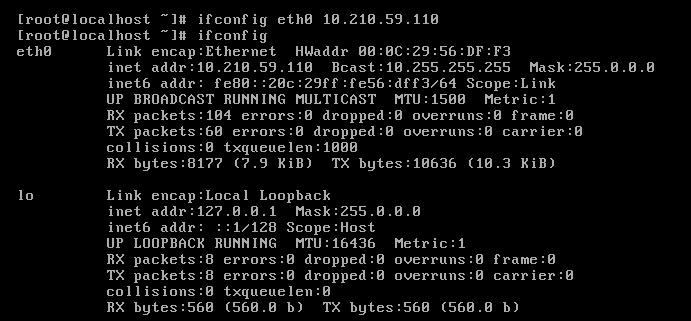 [root@localhost ~]# ifconfig eth0 10.210.59.110
[root@localhost ~]# ifconfig
eth0      Link encap:Ethernet  HWaddr 00:0C:29:56:DF:F3
          inet addr:10.210.59.110  Bcast:10.255.255.255  Mask:255.0.0.0
          inet6 addr: fe80::20c:29ff:fe56:dff3/64 Scope:Link
          UP BROADCAST RUNNING MULTICAST  MTU:1500  Metric:1
          RX packets:104 errors:0 dropped:0 overruns:0 frame:0
          TX packets:60 errors:0 dropped:0 overruns:0 carrier:0
          collisions:0 txqueuelen:1000
          RX bytes:8177 (7.9 KiB)  TX bytes:10636 (10.3 KiB)

lo        Link encap:Local Loopback
          inet addr:127.0.0.1  Mask:255.0.0.0
          inet6 addr: ::1/128 Scope:Host
          UP LOOPBACK RUNNING  MTU:16436  Metric:1
          RX packets:8 errors:0 dropped:0 overruns:0 frame:0
          TX packets:8 errors:0 dropped:0 overruns:0 carrier:0
          collisions:0 txqueuelen:0
          RX bytes:560 (560.0 b)  TX bytes:560 (560.0 b)